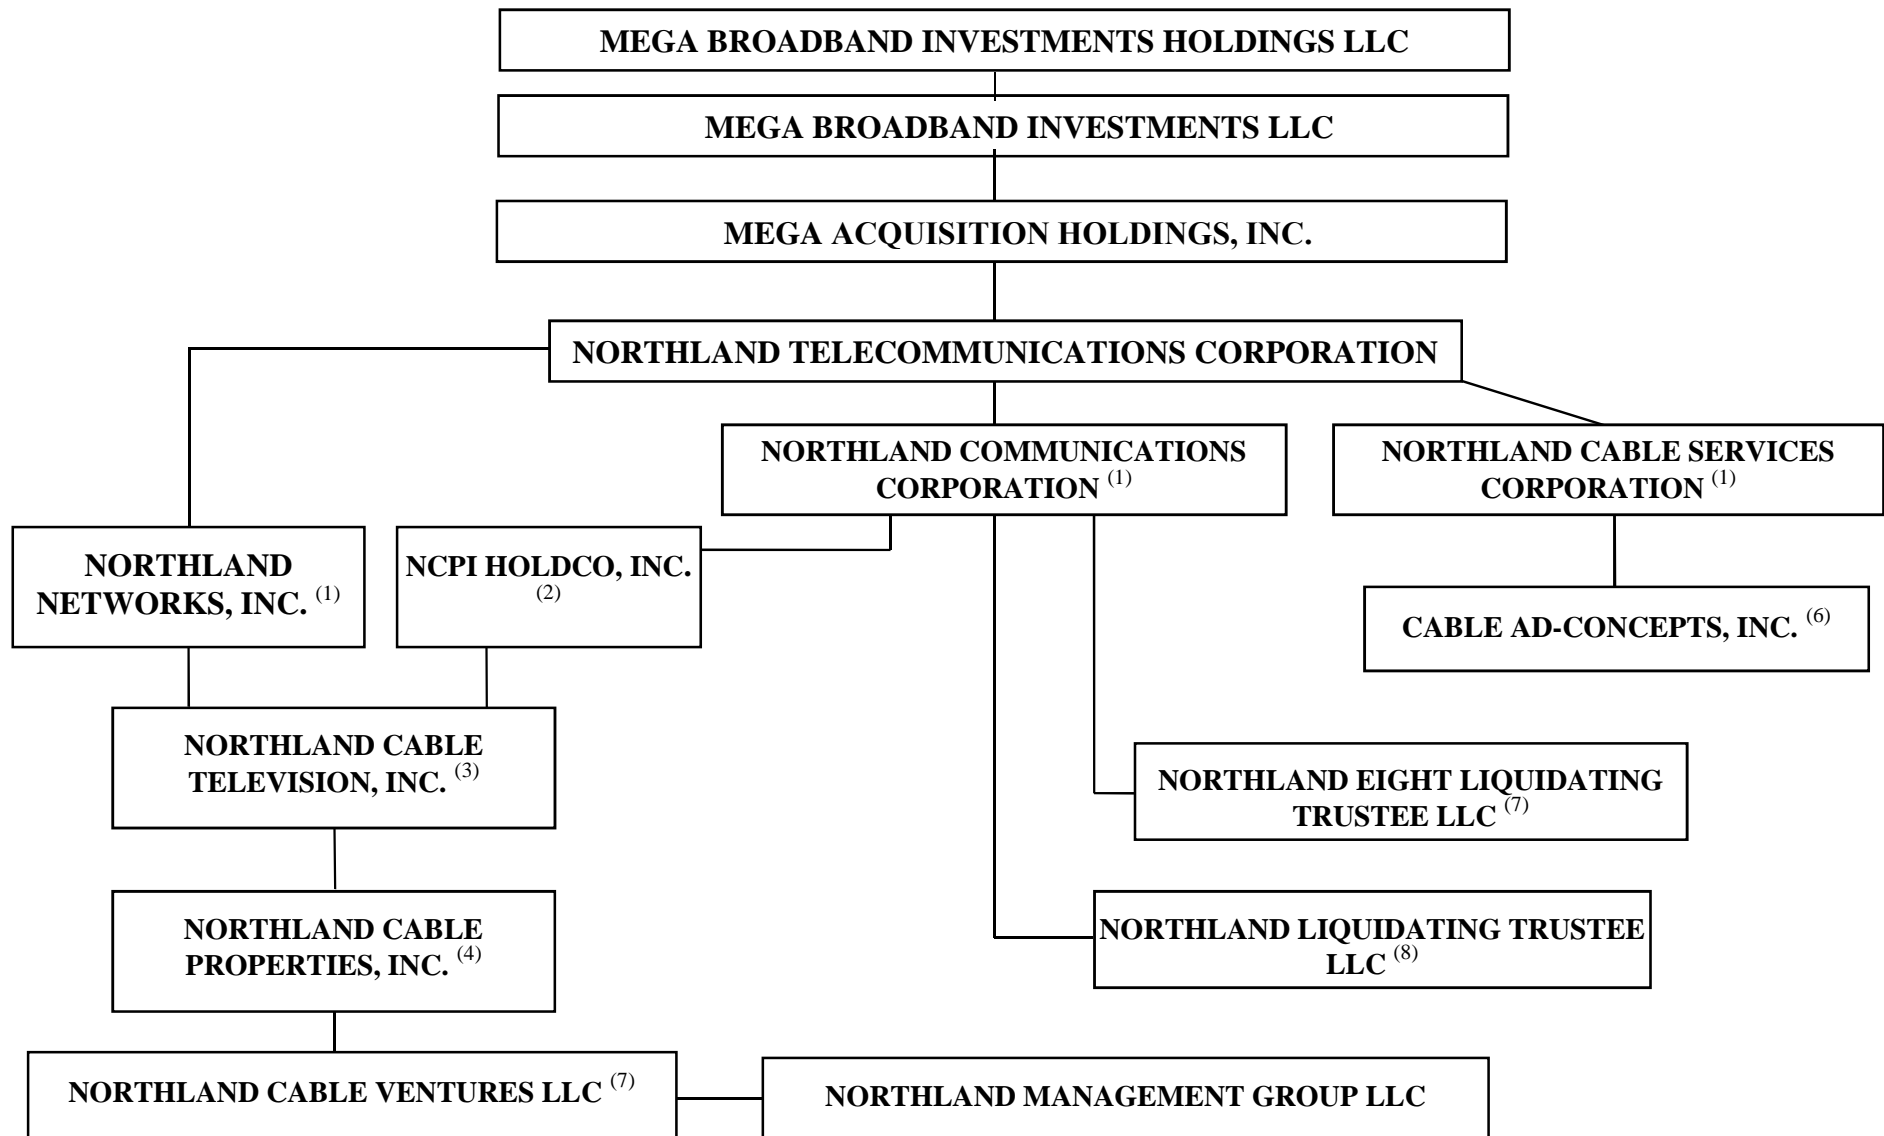 MEGA BROADBAND INVESTMENTS HOLDINGS LLC
MEGA BROADBAND INVESTMENTS LLC
MEGA ACQUISITION HOLDINGS, INC.
NORTHLAND TELECOMMUNICATIONS CORPORATION
NORTHLAND COMMUNICATIONS
CORPORATION (1)
NORTHLAND CABLE SERVICES
CORPORATION (1)
NORTHLAND
NETWORKS, INC. (1)
NCPI HOLDCO, INC.
(2)
CABLE AD-CONCEPTS, INC. (6)
NORTHLAND CABLE
TELEVISION, INC. (3)
NORTHLAND EIGHT LIQUIDATING
TRUSTEE LLC (7)
NORTHLAND CABLE
PROPERTIES, INC. (4)
NORTHLAND LIQUIDATING TRUSTEE
LLC (8)
NORTHLAND CABLE VENTURES LLC (7)
NORTHLAND MANAGEMENT GROUP LLC